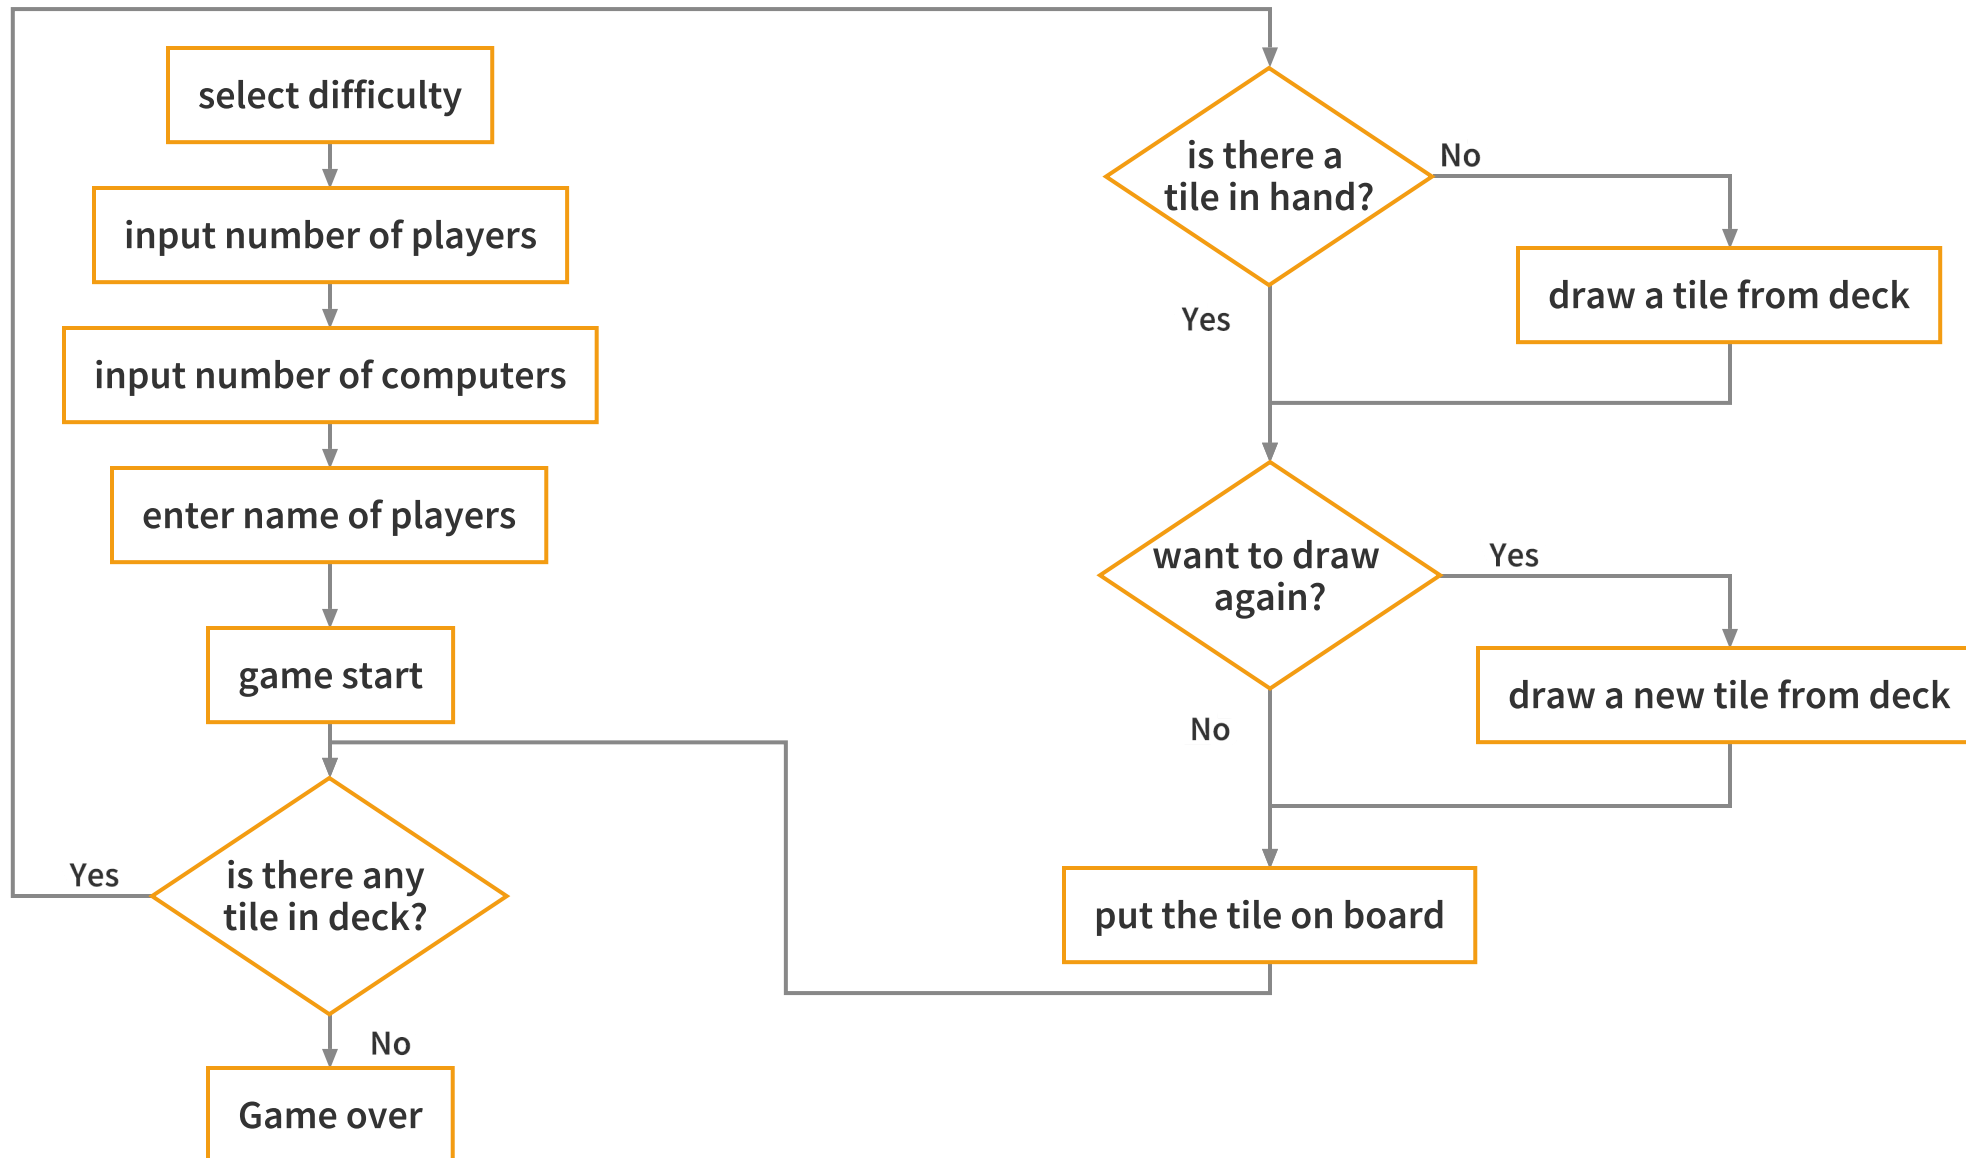 select difficulty
input number of players
input number of computers
enter name of players
game start
is there any
tile in deck?
Yes
No
Game over
is there a
tile in hand?
No
Yes
draw a tile from deck
want to draw
again?
Yes
No
draw a new tile from deck
put the tile on board